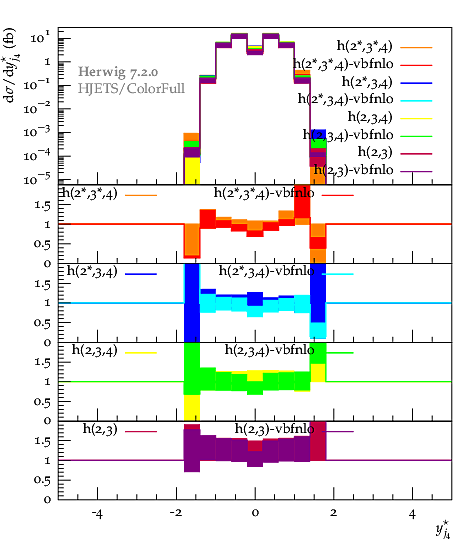 dσ/dy*j4 (fb)
10¹
1
10⁻¹
10⁻²
10⁻³
10⁻⁴
10⁻⁵
Herwig 7.2.0
HJETS/ColorFull
h(2*,3*,4)
h(2*,3*,4)-vbfnlo
h(2*,3,4)
h(2*,3,4)-vbfnlo
h(2,3,4)
h(2,3,4)-vbfnlo
h(2,3)
h(2,3)-vbfnlo
h(2*,3*,4) h(2*,3*,4)-vbfnlo
1.5
1
0.5
h(2*,3,4) h(2*,3,4)-vbfnlo
1.5
1
0.5
h(2,3,4) h(2,3,4)-vbfnlo
1.5
1
0.5
h(2,3) h(2,3)-vbfnlo
1.5
1
0.5
0
-4 -2 0 2 4
y*j4